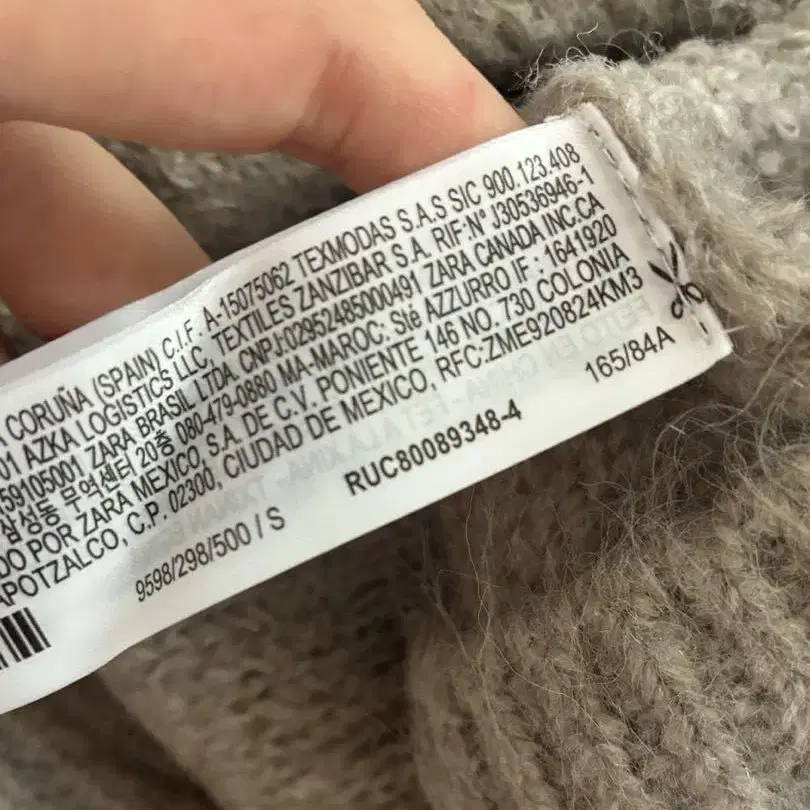 CORUÑA (SPAIN) C.I.F. A-15075062 TEXMODAS S.A.S SIC 900.123.408
01 AZKA LOGISTICS LLC, TEXTILES ZANZIBAR S.A. RIF:Nº J30536946-1
59105001 ZARA BRASIL LTDA. CNPJ:02952485000491 ZARA CANADA INC.CA
삼성동 무역센터 20층 080-479-0880 MA-MAROC: Sté AZZURRO IF : 1641920
DO POR ZARA MEXICO, S.A. DE C.V. PONIENTE 146 NO. 730 COLONIA
APOTZALCO, C.P. 02300, CIUDAD DE MEXICO, RFC:ZME920824KM3
9598/298/500 / S
RUC80089348-4
165/84A